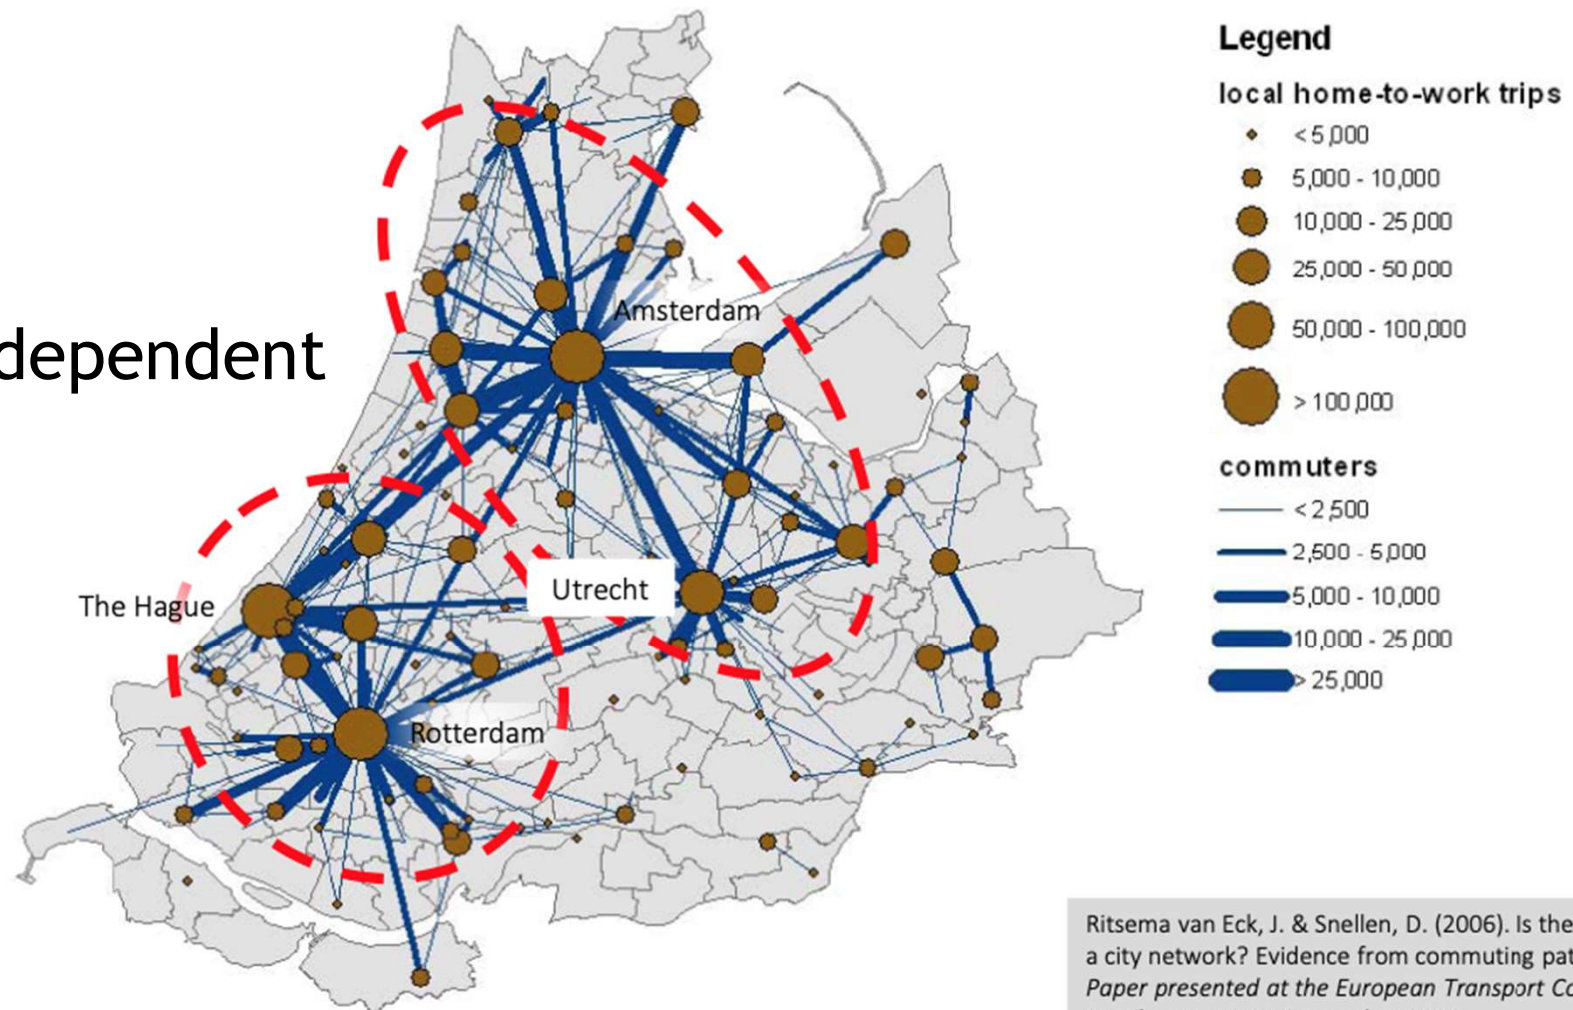 dependent
Amsterdam
Utrecht
The Hague
Rotterdam
Legend
local home-to-work trips
< 5,000
5,000 - 10,000
10,000 - 25,000
25,000 - 50,000
50,000 - 100,000
> 100,000
commuters
< 2,500
2,500 - 5,000
5,000 - 10,000
10,000 - 25,000
> 25,000
Ritsema van Eck, J. & Snellen, D. (2006). Is the
a city network? Evidence from commuting pat
Paper presented at the European Transport Co